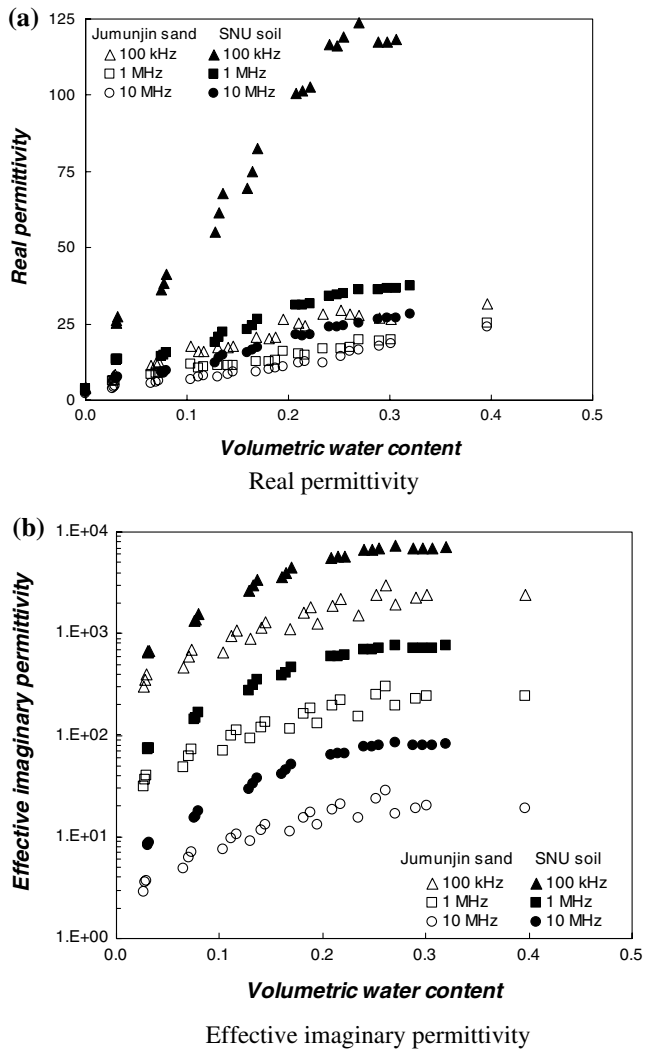 (a)
Jumunjin sand SNU soil
△ 100 kHz ▲ 100 kHz
□ 1 MHz ■ 1 MHz
○ 10 MHz ● 10 MHz
125
100
75
50
25
0
Real permittivity
0.0 0.1 0.2 0.3 0.4 0.5
Volumetric water content
Real permittivity
(b)
1.E+04
1.E+03
1.E+02
1.E+01
1.E+00
Effective imaginary permittivity
Jumunjin sand SNU soil
△ 100 kHz ▲ 100 kHz
□ 1 MHz ■ 1 MHz
○ 10 MHz ● 10 MHz
0.0 0.1 0.2 0.3 0.4 0.5
Volumetric water content
Effective imaginary permittivity